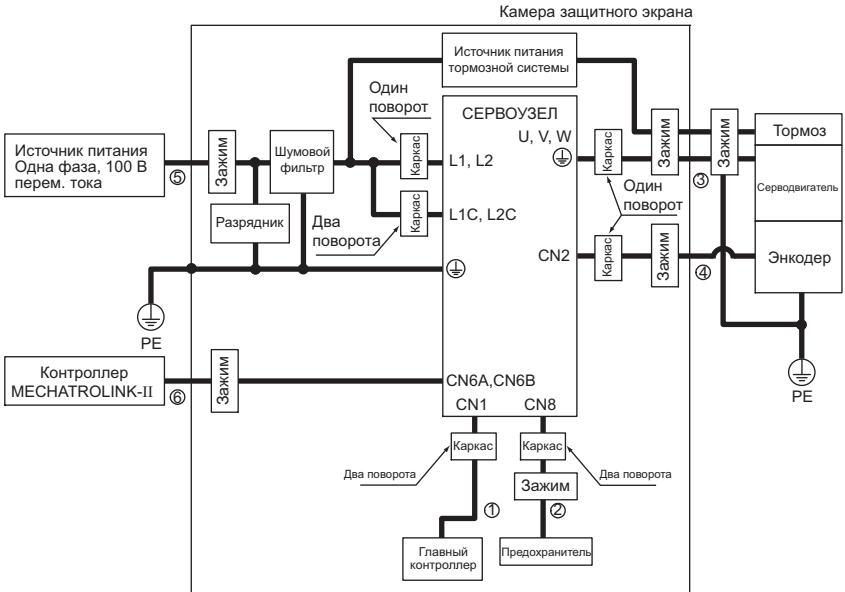 Камера защитного экрана
Источник питания
тормозной системы
Один
поворот
СЕРВОУЗЕЛ
U, V, W
Тормоз
Источник питания
Одна фаза, 100 В
перем. тока
⑤
Зажим
Шумовой
фильтр
Каркас
L1, L2
Каркас
Зажим
Зажим
③
Серводвигатель
Разрядник
Два
поворота
Каркас
L1C, L2C
Один
поворот
CN2
Каркас
Зажим
④
Энкодер
PE
PE
Контроллер
MECHATROLINK-II
⑥
Зажим
CN6A,CN6B
CN1
CN8
Каркас
Каркас
Два поворота
Два поворота
Зажим
①
②
Главный
контроллер
Предохранитель